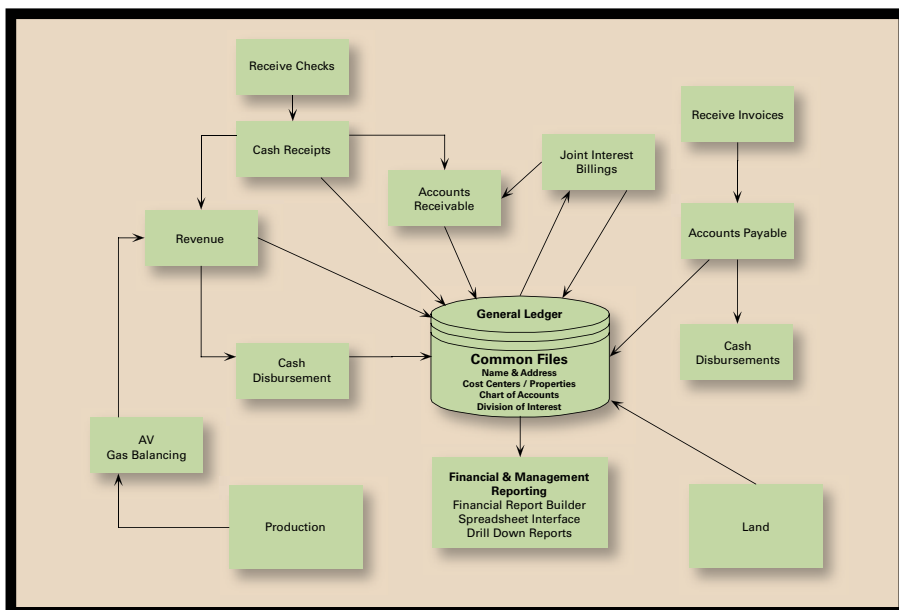 Receive Checks
Receive Invoices
Cash Receipts
Joint Interest
Billings
Accounts
Receivable
Revenue
Accounts Payable
General Ledger
Common Files
Name & Address
Cost Centers / Properties
Chart of Accounts
Division of Interest
Cash
Disbursement
Cash
Disbursements
AV
Gas Balancing
Financial & Management
Reporting
Financial Report Builder
Spreadsheet Interface
Drill Down Reports
Production
Land